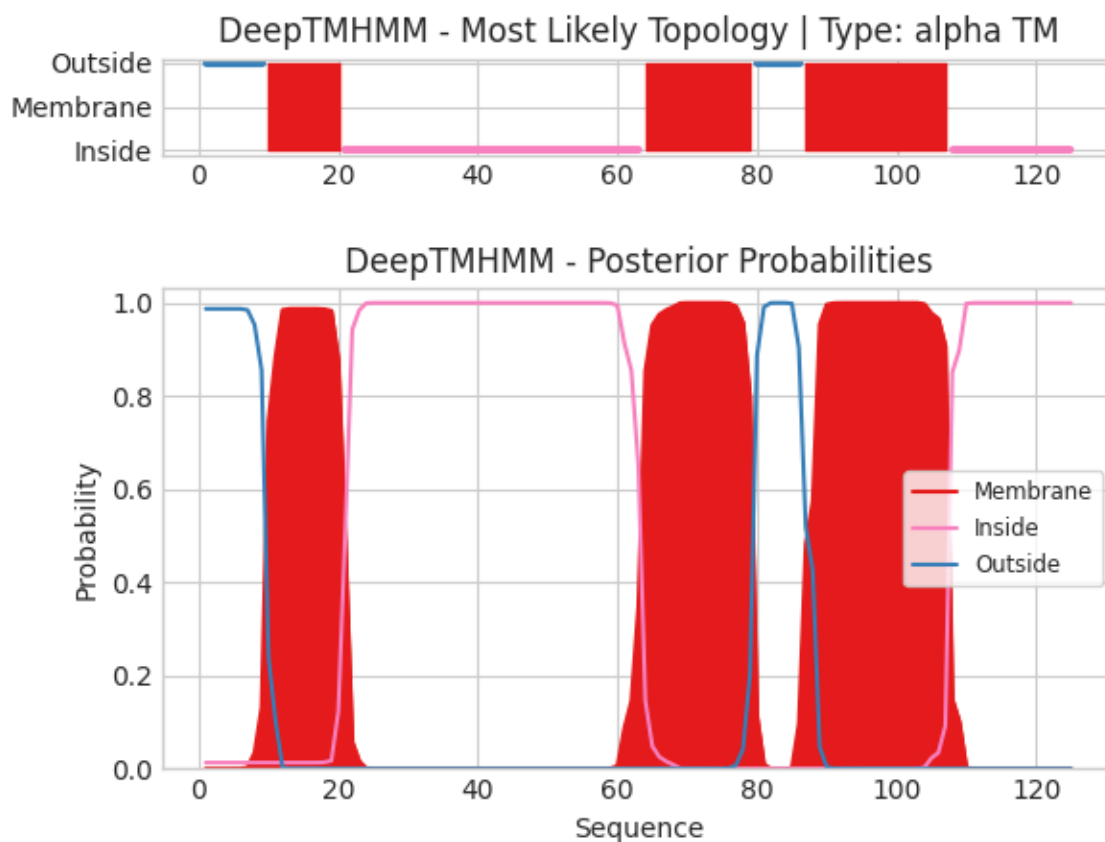 DeepTMHMM - Most Likely Topology | Type: alpha TM
Outside
Membrane
Inside
0 20 40 60 80 100 120
DeepTMHMM - Posterior Probabilities
1.0
0.8
0.6
0.4
0.2
0.0
Probability
Membrane
Inside
Outside
0 20 40 60 80 100 120
Sequence